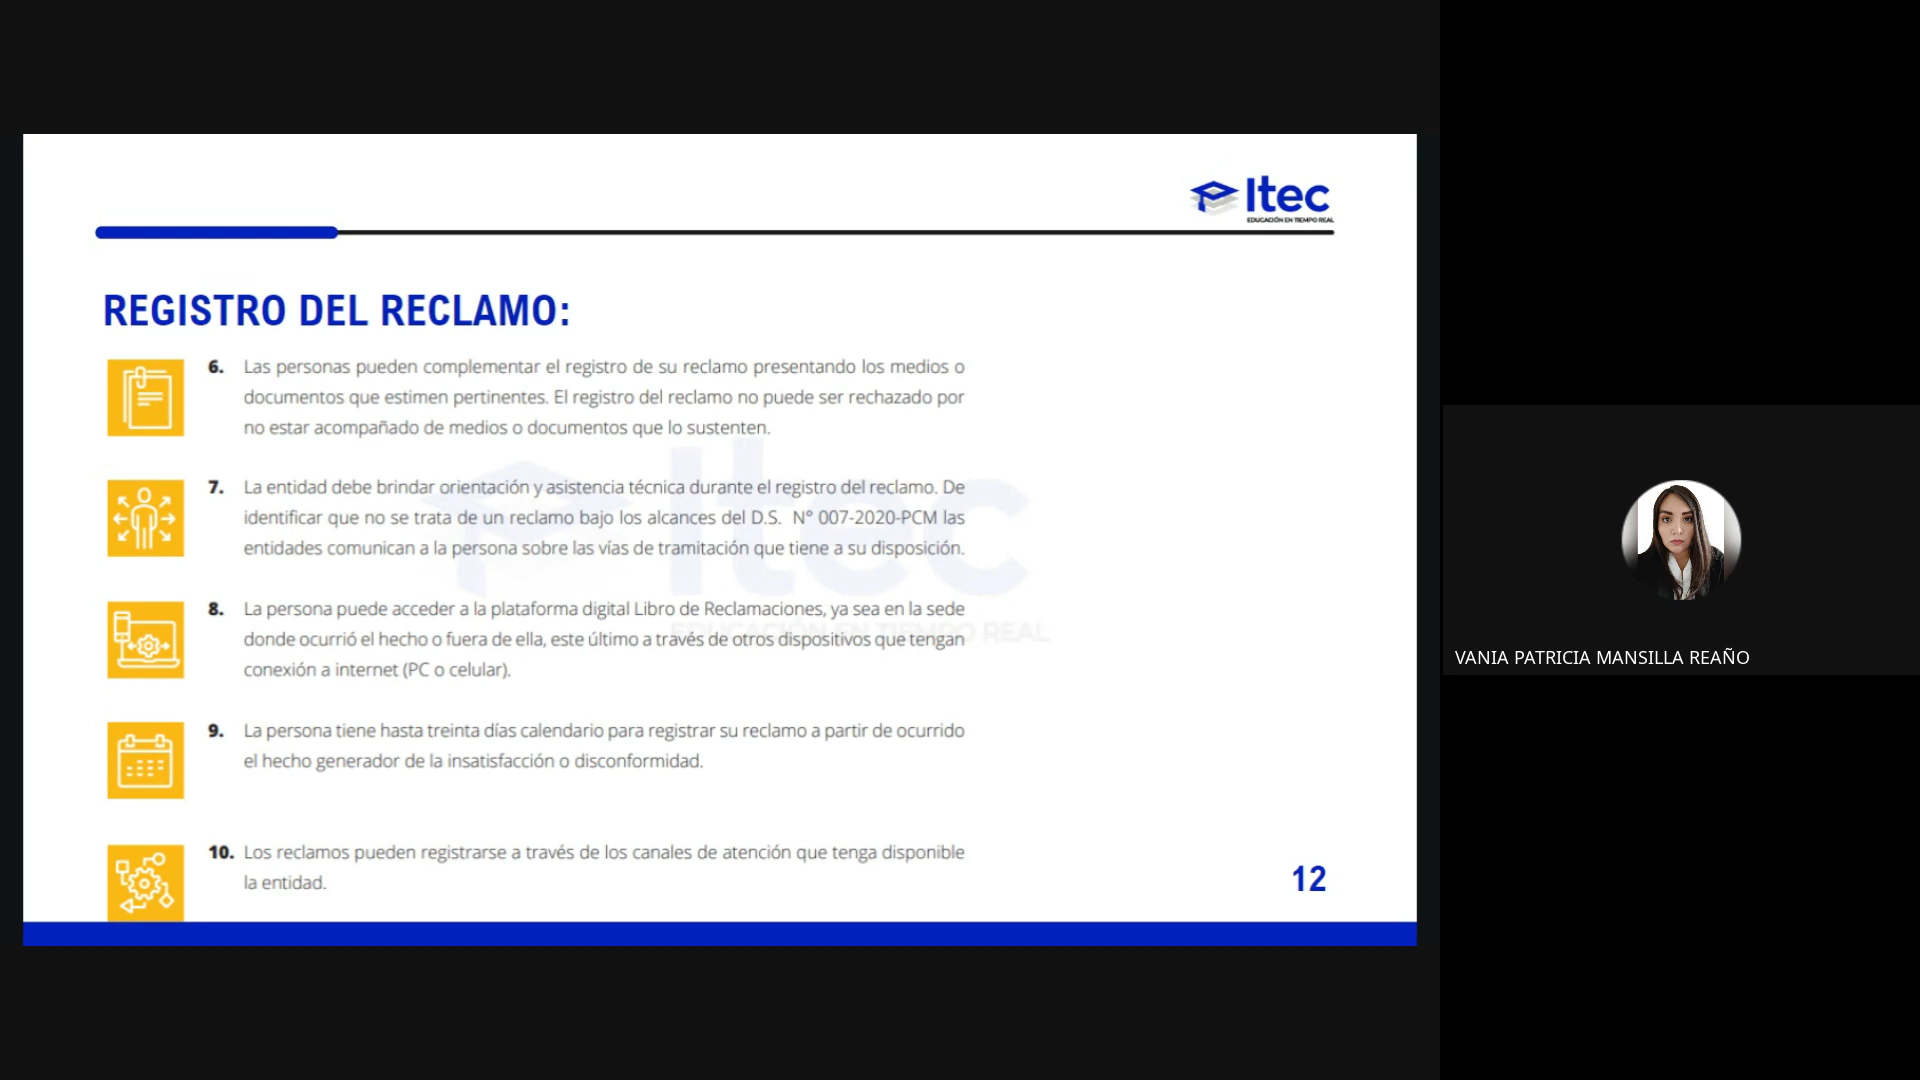 Itec
EDUCACIÓN EN TIEMPO REAL
REGISTRO DEL RECLAMO:
6. Las personas pueden complementar el registro de su reclamo presentando los medios o
documentos que estimen pertinentes. El registro del reclamo no puede ser rechazado por
no estar acompañado de medios o documentos que lo sustenten.
7. La entidad debe brindar orientación y asistencia técnica durante el registro del reclamo. De
identificar que no se trata de un reclamo bajo los alcances del D.S. N° 007-2020-PCM las
entidades comunican a la persona sobre las vías de tramitación que tiene a su disposición.
8. La persona puede acceder a la plataforma digital Libro de Reclamaciones, ya sea en la sede
donde ocurrió el hecho o fuera de ella, este último a través de otros dispositivos que tengan
conexión a internet (PC o celular).
9. La persona tiene hasta treinta días calendario para registrar su reclamo a partir de ocurrido
el hecho generador de la insatisfacción o disconformidad.
10. Los reclamos pueden registrarse a través de los canales de atención que tenga disponible
la entidad.
12
Itec
EDUCACIÓN EN TIEMPO REAL
VANIA PATRICIA MANSILLA REAÑO